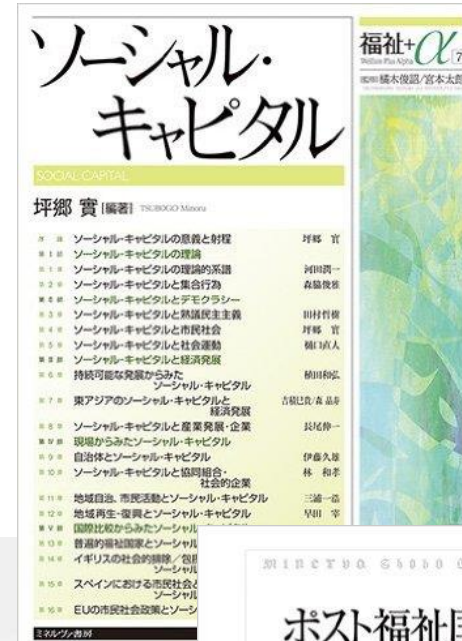 ソーシャル・
キャピタル
SOCIAL CAPITAL
坪郷 實[編著] TSUBOGO Minoru
福祉+α 7
Welfare Plus Alpha
橘木俊詔/宮本太郎
序 論 ソーシャル・キャピタルの意義と射程 坪郷 實
第Ⅰ部 ソーシャル・キャピタルの理論
第1章 ソーシャル・キャピタルの理論的系譜 河田潤一
第2章 ソーシャル・キャピタルと集合行為 森脇俊雅
第Ⅱ部 ソーシャル・キャピタルとデモクラシー
第3章 ソーシャル・キャピタルと熟議民主主義 田村哲樹
第4章 ソーシャル・キャピタルと市民社会 坪郷 實
第5章 ソーシャル・キャピタルと社会運動 樋口直人
第Ⅲ部 ソーシャル・キャピタルと経済発展
第6章 持続可能な発展からみた
ソーシャル・キャピタル 植田和弘
第7章 東アジアのソーシャル・キャピタルと
経済発展
第8章 ソーシャル・キャピタルと産業発展・企業 長尾伸一
第Ⅳ部 現場からみたソーシャル・キャピタル
第9章 自治体とソーシャル・キャピタル 伊藤久雄
第10章 ソーシャル・キャピタルと協同組合・
社会的企業 林 和孝
第11章 地域自治、市民活動とソーシャル・キャピタル 三浦一浩
第12章 地域再生・復興とソーシャル・キャピタル 早田 宰
第Ⅴ部 国際比較からみたソーシャル
第13章 普遍的福祉国家とソーシャル
第14章 イギリスの社会的排除/包
ソーシャル
第15章 スペインにおける市民社会と
ソーシャル
第16章 EUの市民社会政策とソーシ
ミネルヴァ書房
MINERVA
ポスト福祉国